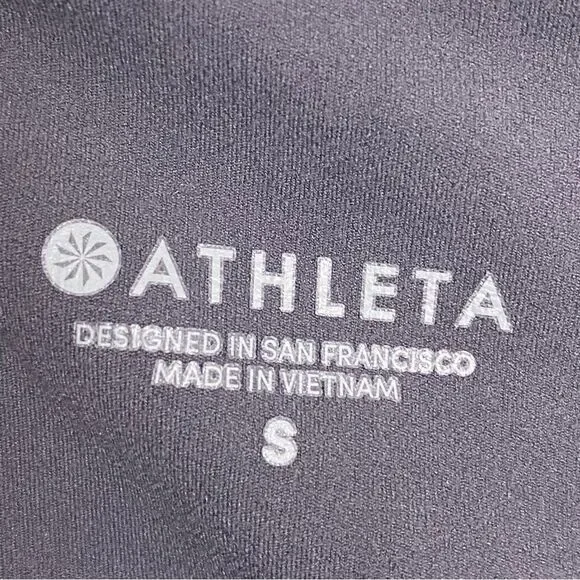 ATHLETA
DESIGNED IN SAN FRANCISCO
MADE IN VIETNAM
S